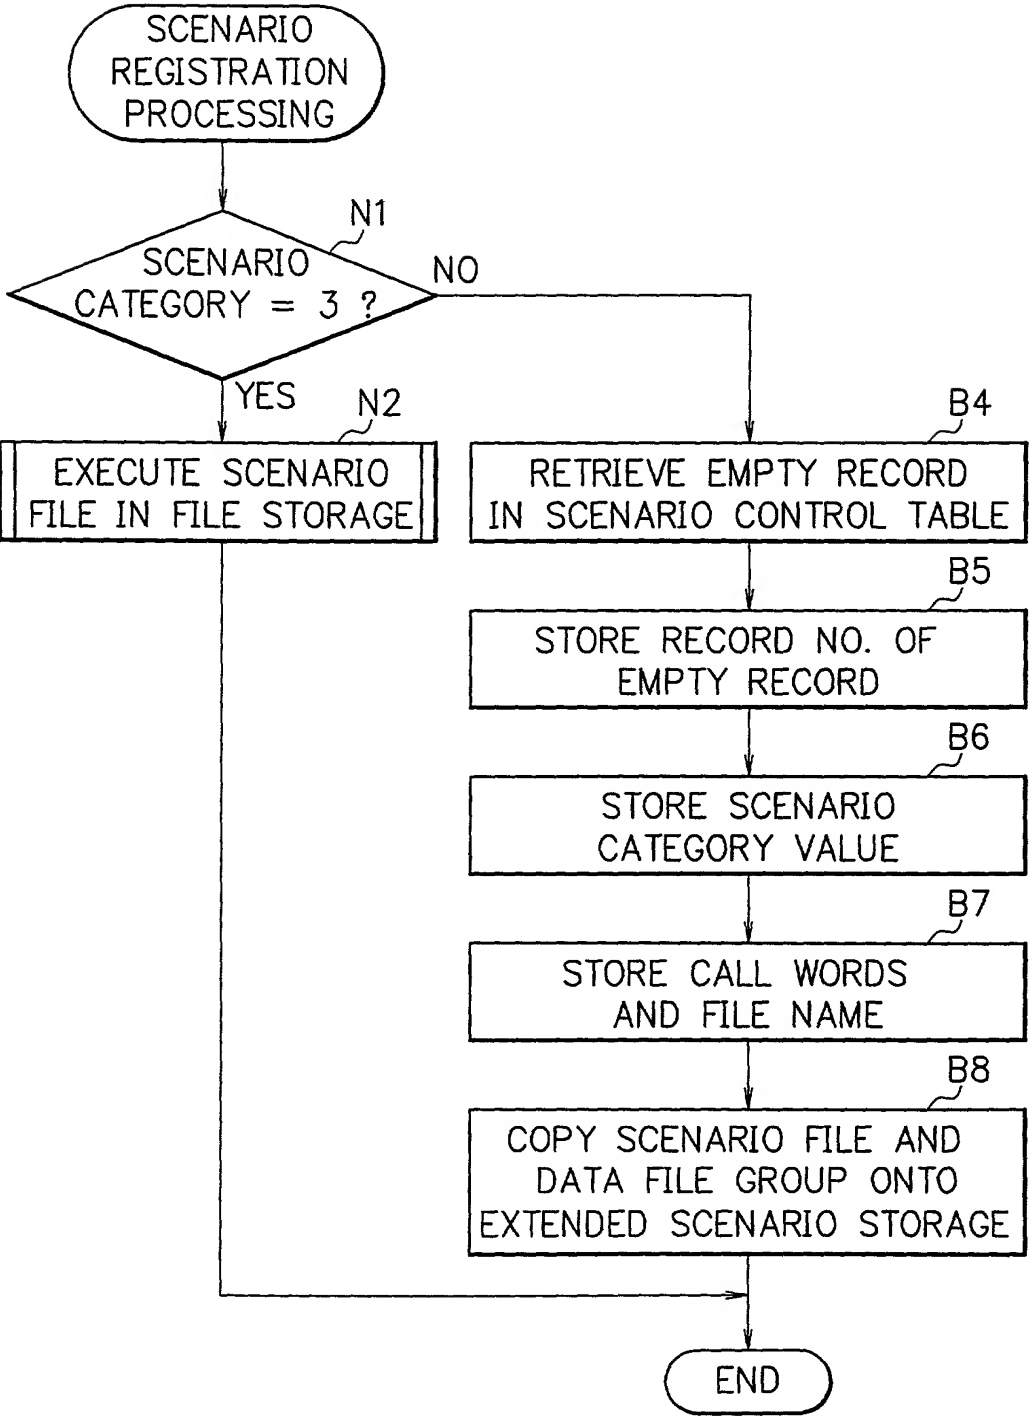 SCENARIO
REGISTRATION
PROCESSING
N1
SCENARIO
CATEGORY = 3 ?
NO
YES
N2
EXECUTE SCENARIO
FILE IN FILE STORAGE
B4
RETRIEVE EMPTY RECORD
IN SCENARIO CONTROL TABLE
B5
STORE RECORD NO. OF
EMPTY RECORD
B6
STORE SCENARIO
CATEGORY VALUE
B7
STORE CALL WORDS
AND FILE NAME
B8
COPY SCENARIO FILE AND
DATA FILE GROUP ONTO
EXTENDED SCENARIO STORAGE
END